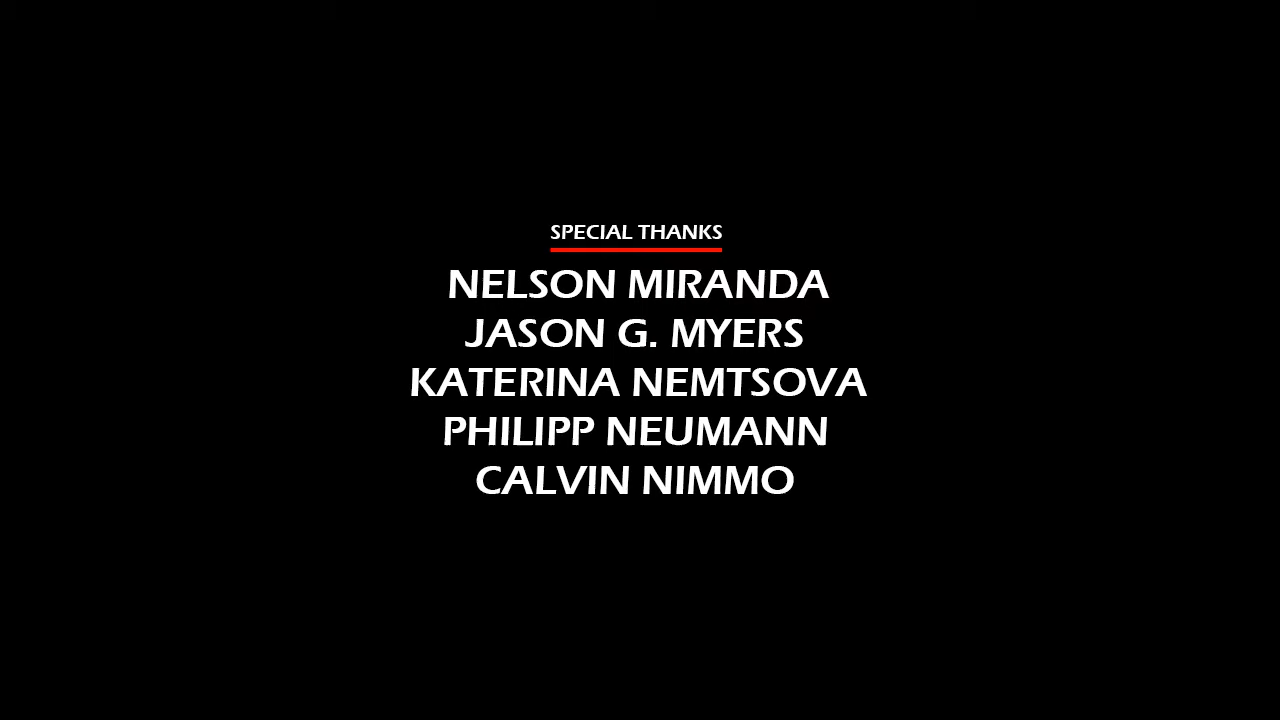 SPECIAL THANKS
NELSON MIRANDA
JASON G. MYERS
KATERINA NEMTSOVA
PHILIPP NEUMANN
CALVIN NIMMO